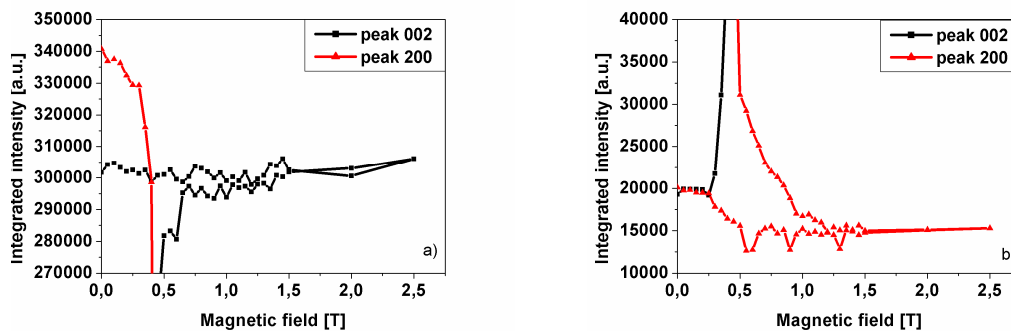 350000
340000
330000
320000
310000
300000
290000
280000
270000
Integrated intensity [a.u.]
peak 002
peak 200
a)
0,0 0,5 1,0 1,5 2,0 2,5
Magnetic field [T]
40000
35000
30000
25000
20000
15000
10000
Integrated intensity [a.u.]
peak 002
peak 200
b
0,0 0,5 1,0 1,5 2,0 2,5
Magnetic field [T]